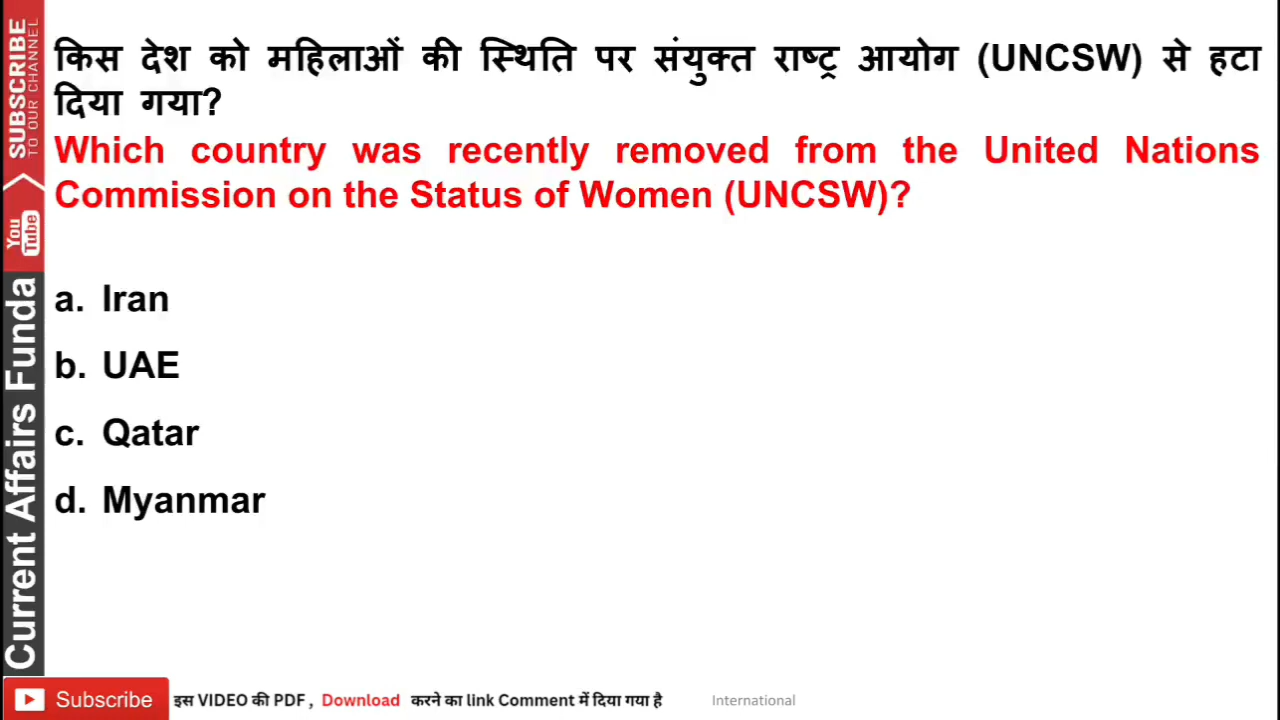 किस देश को महिलाओं की स्थिति पर संयुक्त राष्ट्र आयोग (UNCSW) से हटा
दिया गया?
Which country was recently removed from the United Nations
Commission on the Status of Women (UNCSW)?
a. Iran
b. UAE
c. Qatar
d. Myanmar
SUBSCRIBE
TO OUR CHANNEL
You
Tube
Current Affairs Funda
Subscribe
इस VIDEO की PDF , Download करने का link Comment में दिया गया है
International